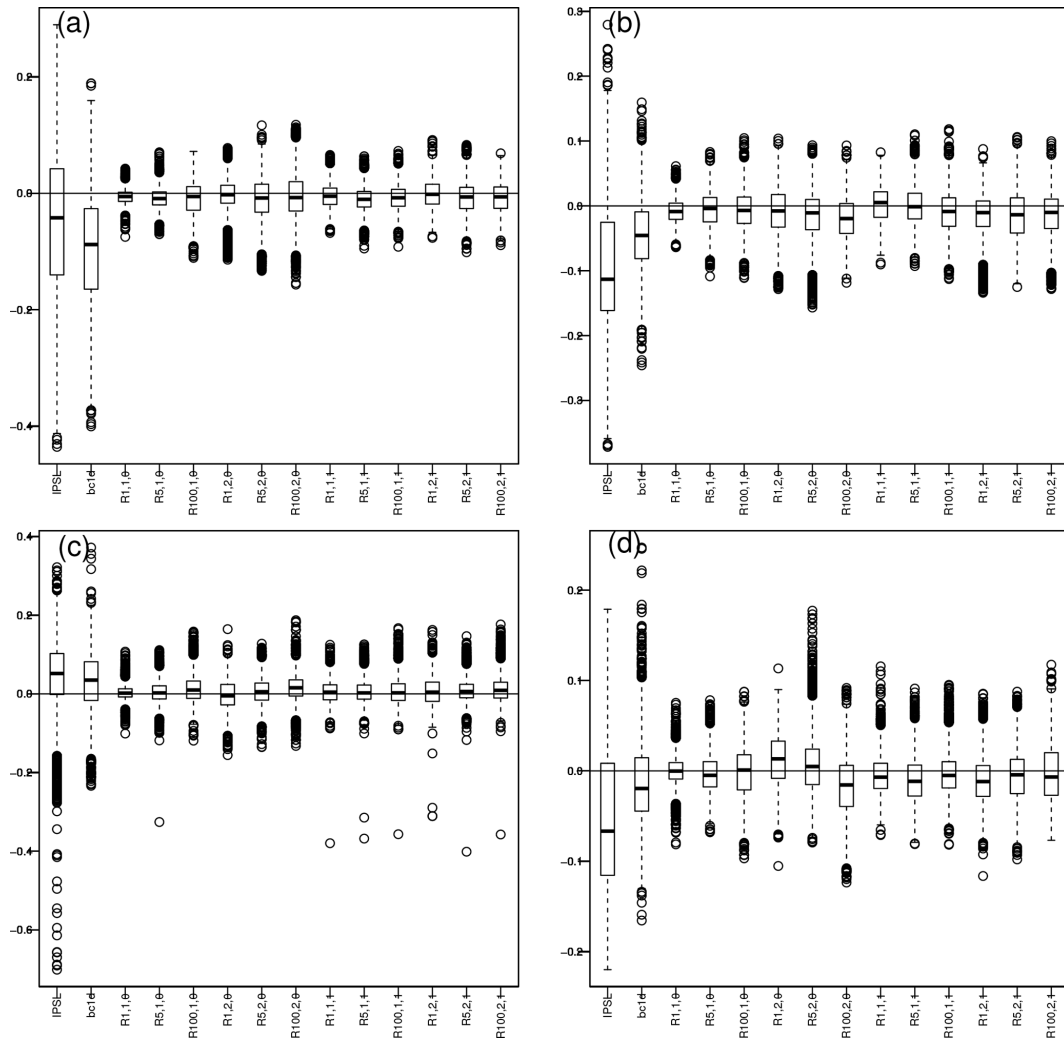 (a)
0.2
0.0
-0.2
-0.4
IPSL
bc1d
R1,1,0
R5,1,0
R100,1,0
R1,2,0
R5,2,0
R100,2,0
R1,1,1
R5,1,1
R100,1,1
R1,2,1
R5,2,1
R100,2,1
(b)
0.3
0.2
0.1
0.0
-0.1
-0.2
-0.3
IPSL
bc1d
R1,1,0
R5,1,0
R100,1,0
R1,2,0
R5,2,0
R100,2,0
R1,1,1
R5,1,1
R100,1,1
R1,2,1
R5,2,1
R100,2,1
(c)
0.4
0.2
0.0
-0.2
-0.4
-0.6
IPSL
bc1d
R1,1,0
R5,1,0
R100,1,0
R1,2,0
R5,2,0
R100,2,0
R1,1,1
R5,1,1
R100,1,1
R1,2,1
R5,2,1
R100,2,1
(d)
0.2
0.1
0.0
-0.1
-0.2
IPSL
bc1d
R1,1,0
R5,1,0
R100,1,0
R1,2,0
R5,2,0
R100,2,0
R1,1,1
R5,1,1
R100,1,1
R1,2,1
R5,2,1
R100,2,1